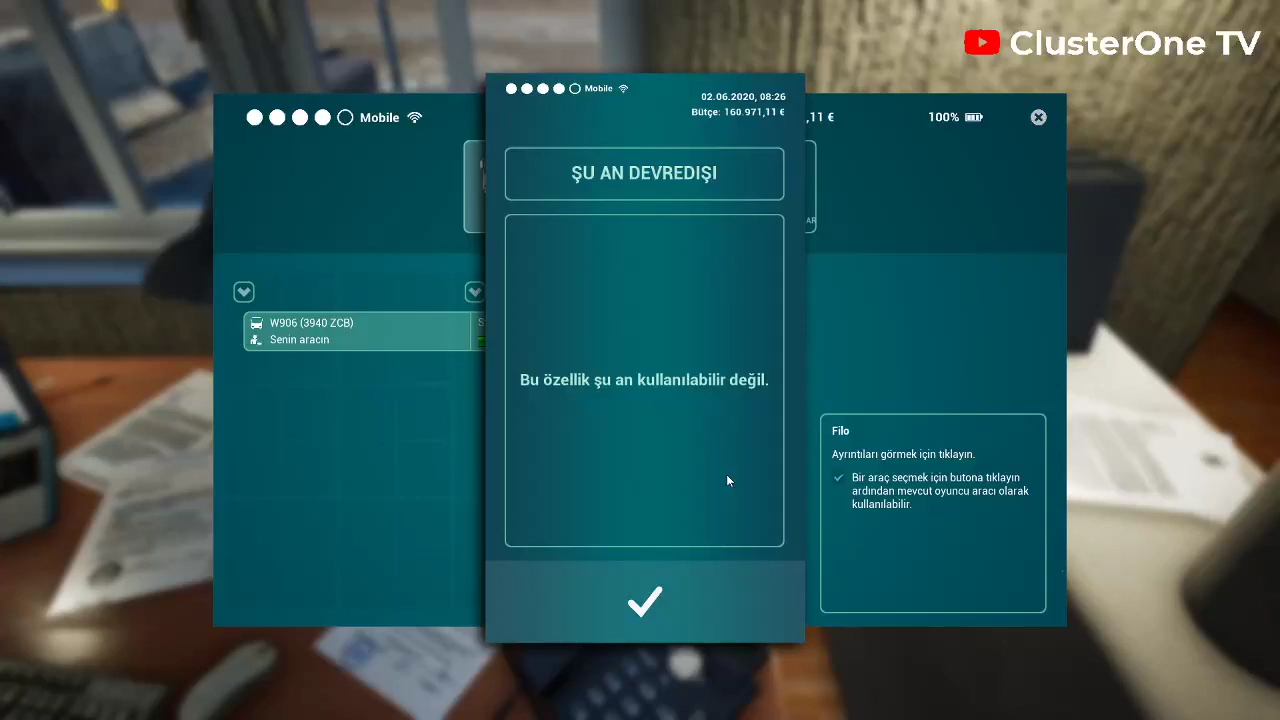 ClusterOne TV
Mobile
02.06.2020, 08:26
Bütçe: 160.971,11 €
Mobile
,11 €
100%
ŞU AN DEVREDIŞI
AR
W906 (3940 ZCB)
Senin aracın
S
Bu özellik şu an kullanılabilir değil.
Filo
Ayrıntıları görmek için tıklayın.
Bir araç seçmek için butona tıklayın
ardından mevcut oyuncu aracı olarak
kullanılabilir.